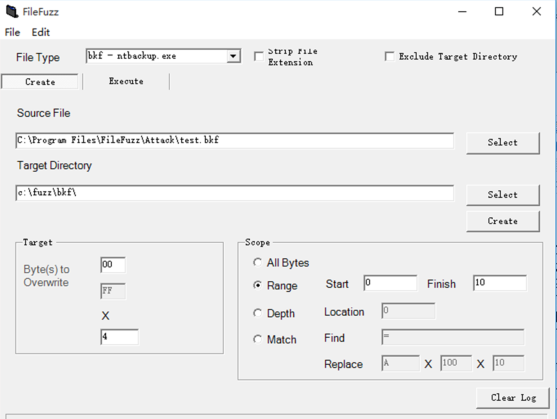 FileFuzz
File Edit
File Type bkf - ntbackup.exe Strip File Extension Exclude Target Directory
Create Execute
Source File
C:\Program Files\FileFuzz\Attack\test.bkf Select
Target Directory
c:\fuzz\bkf\ Select
Create
Target
Byte(s) to Overwrite 00
FF
X
4
Scope
All Bytes
Range Start 0 Finish 10
Depth Location 0
Match Find =
Replace A X 100 X 10
Clear Log